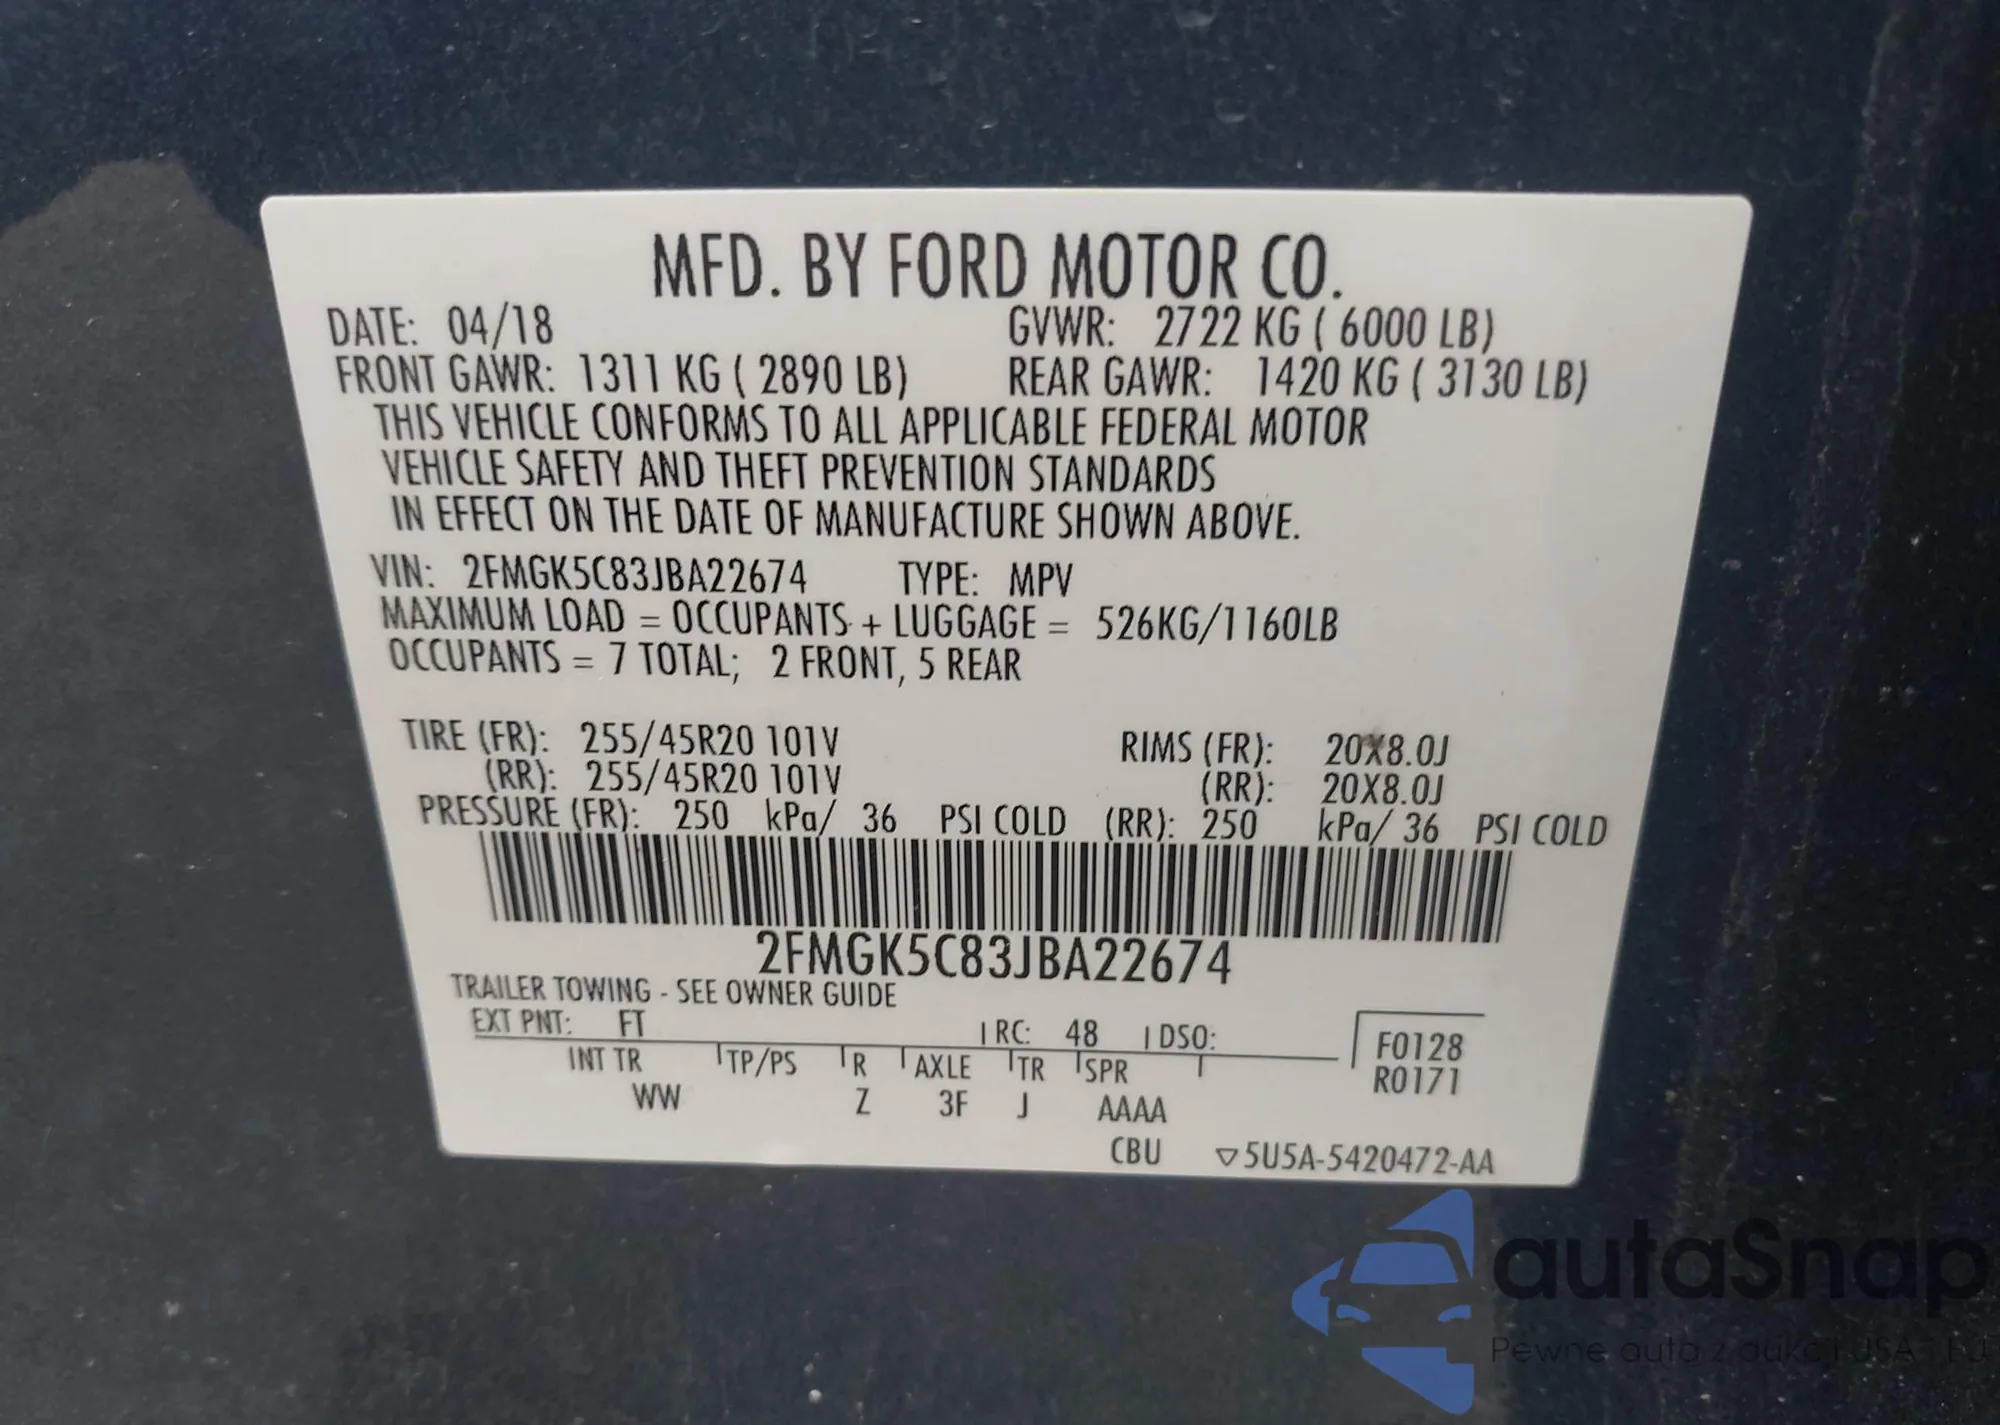 MFD. BY FORD MOTOR CO.
DATE: 04/18 GVWR: 2722 KG ( 6000 LB)
FRONT GAWR: 1311 KG ( 2890 LB) REAR GAWR: 1420 KG ( 3130 LB)
THIS VEHICLE CONFORMS TO ALL APPLICABLE FEDERAL MOTOR
VEHICLE SAFETY AND THEFT PREVENTION STANDARDS
IN EFFECT ON THE DATE OF MANUFACTURE SHOWN ABOVE.
VIN: 2FMGK5C83JBA22674 TYPE: MPV
MAXIMUM LOAD = OCCUPANTS + LUGGAGE = 526KG/1160LB
OCCUPANTS = 7 TOTAL; 2 FRONT, 5 REAR
TIRE (FR): 255/45R20 101V RIMS (FR): 20X8.0J
(RR): 255/45R20 101V (RR): 20X8.0J
PRESSURE (FR): 250 kPa/ 36 PSI COLD (RR): 250 kPa/ 36 PSI COLD
2FMGK5C83JBA22674
TRAILER TOWING - SEE OWNER GUIDE
EXT PNT: FT RC: 48 DSO: F0128
INT TR TP/PS R AXLE TR SPR R0171
WW Z 3F J AAAA
CBU ▽5U5A-5420472-AA
autaSnap
Pewne auta z aukcji USA